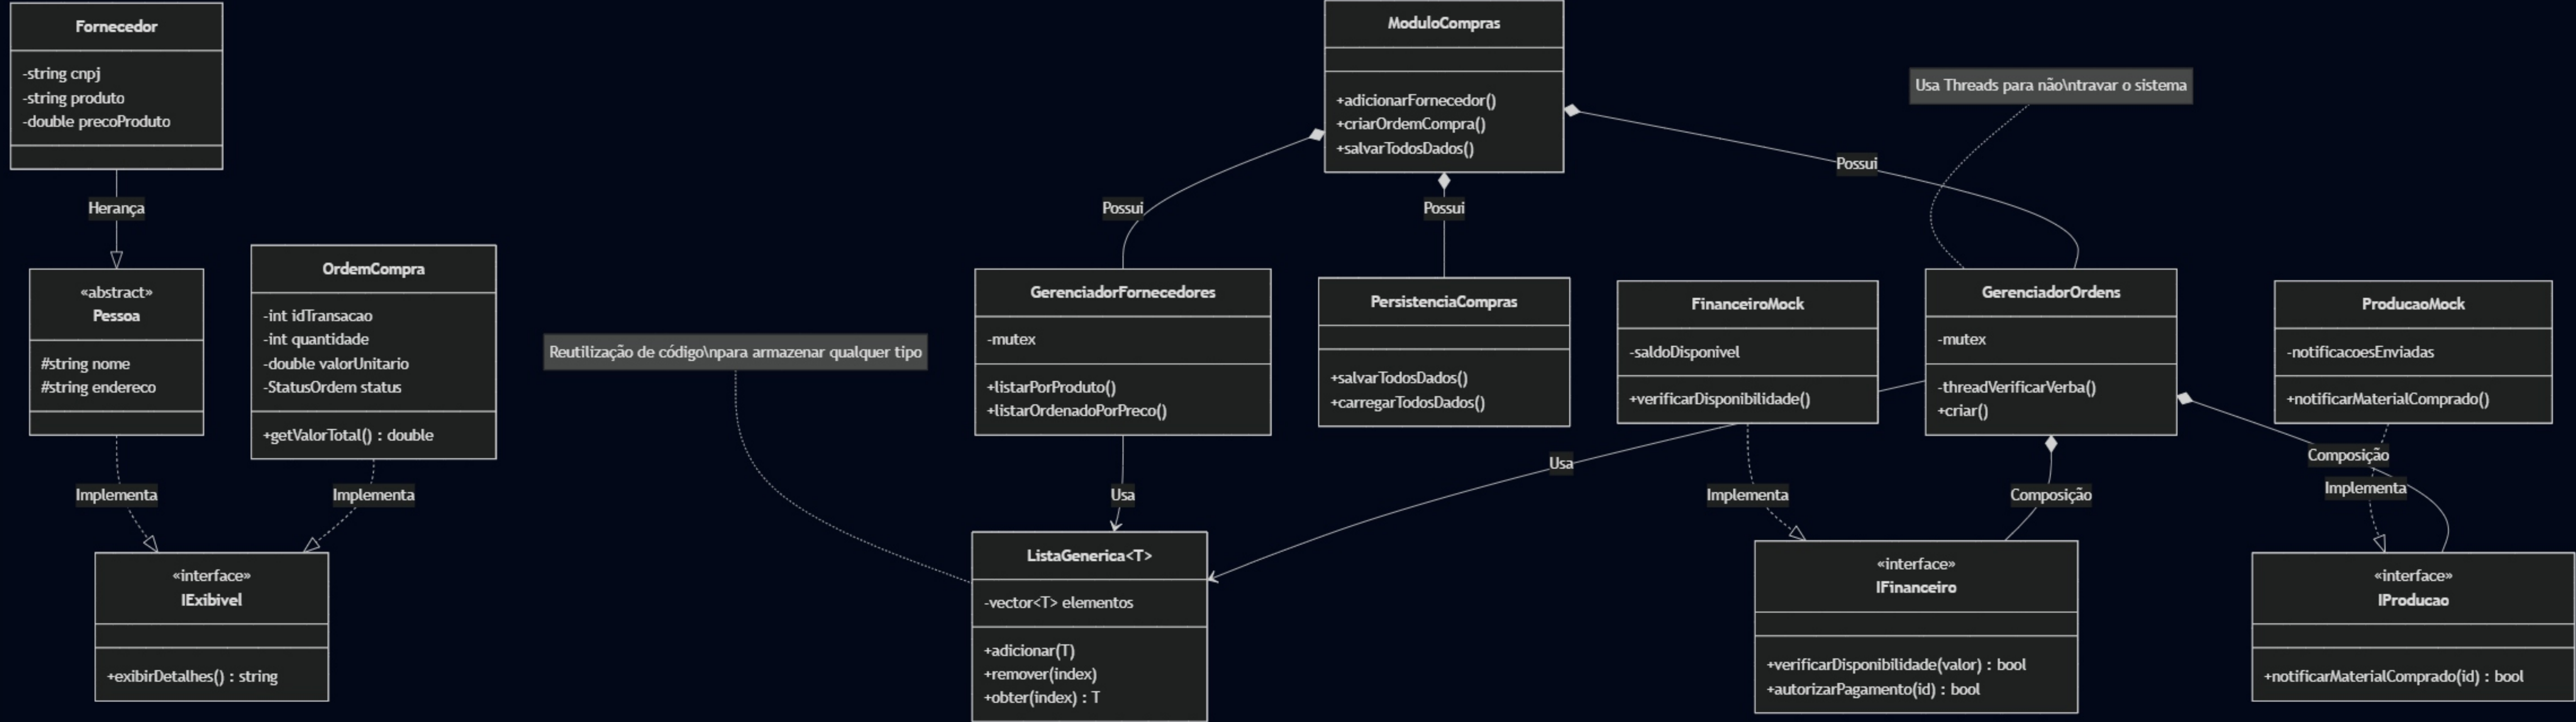 Fornecedor
-string cnpj
-string produto
-double precoProduto
Herança
«abstract»
Pessoa
#string nome
#string endereco
Implementa
OrdemCompra
-int idTransacao
-int quantidade
-double valorUnitario
-StatusOrdem status
+getValorTotal() : double
Implementa
«interface»
IExibivel
+exibirDetalhes() : string
Reutilização de código\npara armazenar qualquer tipo
ModuloCompras
+adicionarFornecedor()
+criarOrdemCompra()
+salvarTodosDados()
Possui
Possui
Possui
Usa Threads para não\ntravar o sistema
GerenciadorFornecedores
-mutex
+listarPorProduto()
+listarOrdenadoPorPreco()
Usa
PersistenciaCompras
+salvarTodosDados()
+carregarTodosDados()
Usa
ListaGenerica<T>
-vector<T> elementos
+adicionar(T)
+remover(index)
+obter(index) : T
FinanceiroMock
-saldoDisponivel
+verificarDisponibilidade()
Implementa
GerenciadorOrdens
-mutex
-threadVerificarVerba()
+criar()
Composição
«interface»
IFinanceiro
+verificarDisponibilidade(valor) : bool
+autorizarPagamento(id) : bool
ProducaoMock
-notificacoesEnviadas
+notificarMaterialComprado()
Composição
Implementa
«interface»
IProducao
+notificarMaterialComprado(id) : bool